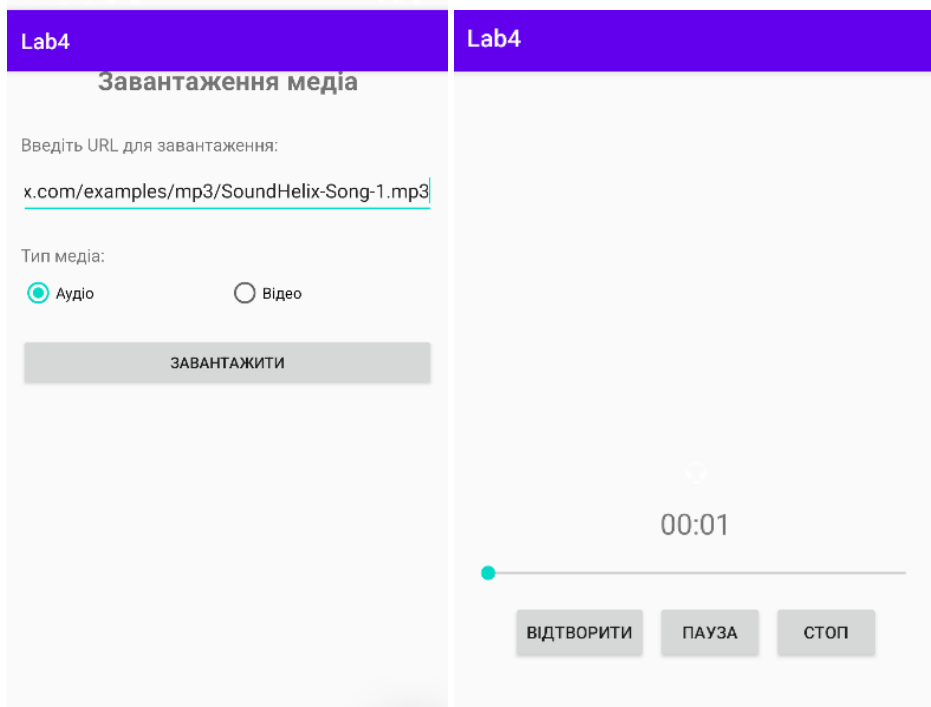 Lab4
Завантаження медіа
Введіть URL для завантаження:
x.com/examples/mp3/SoundHelix-Song-1.mp3
Тип медіа:
Аудіо Відео
ЗАВАНТАЖИТИ
Lab4
00:01
ВІДТВОРИТИ ПАУЗА СТОП